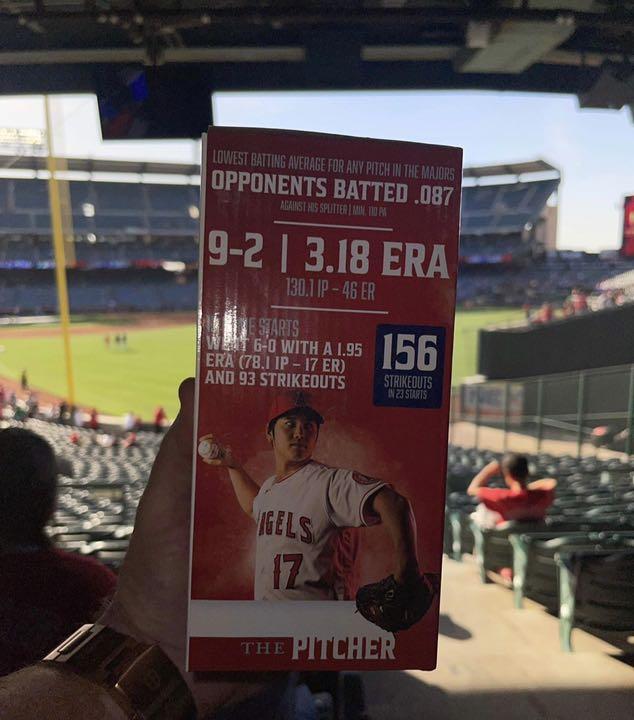 LOWEST BATTING AVERAGE FOR ANY PITCH IN THE MAJORS
OPPONENTS BATTED .087
AGAINST HIS SPLITTER | MIN. 110 PA
9-2 | 3.18 ERA
130.1 IP – 46 ER
STARTS
WENT 6-0 WITH A 1.95
ERA (78.1 IP – 17 ER)
AND 93 STRIKEOUTS
156
STRIKEOUTS
IN 23 STARTS
ANGELS
17
THE PITCHER